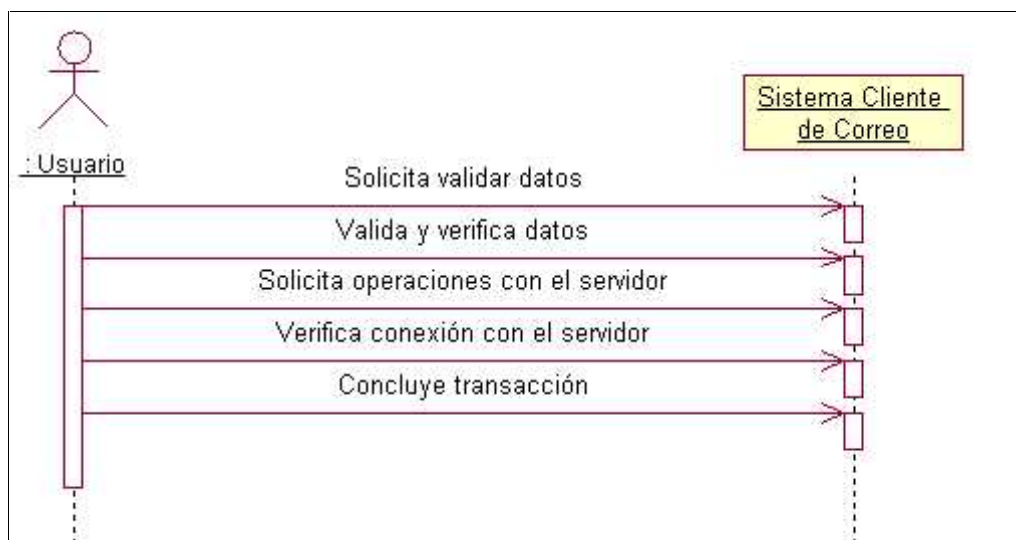 Sistema Cliente
de Correo
: Usuario
Solicita validar datos
Valida y verifica datos
Solicita operaciones con el servidor
Verifica conexión con el servidor
Concluye transacción